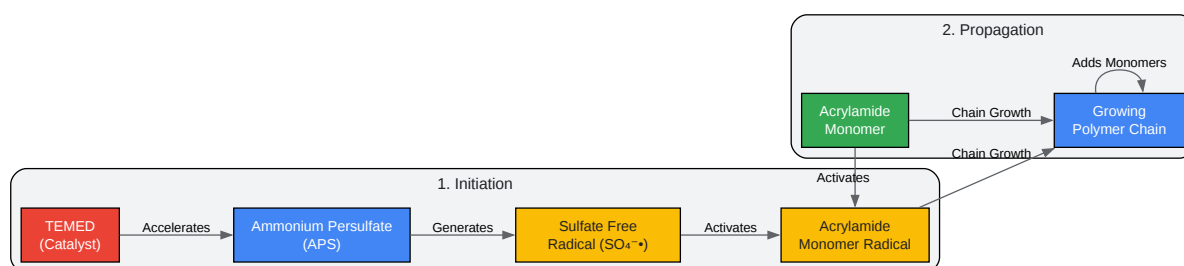 2. Propagation
Adds Monomers
Acrylamide
Monomer
Chain Growth
Growing
Polymer Chain
Chain Growth
Activates
1. Initiation
TEMED
(Catalyst)
Accelerates
Ammonium Persulfate
(APS)
Generates
Sulfate Free
Radical (SO₄⁻•)
Activates
Acrylamide
Monomer Radical